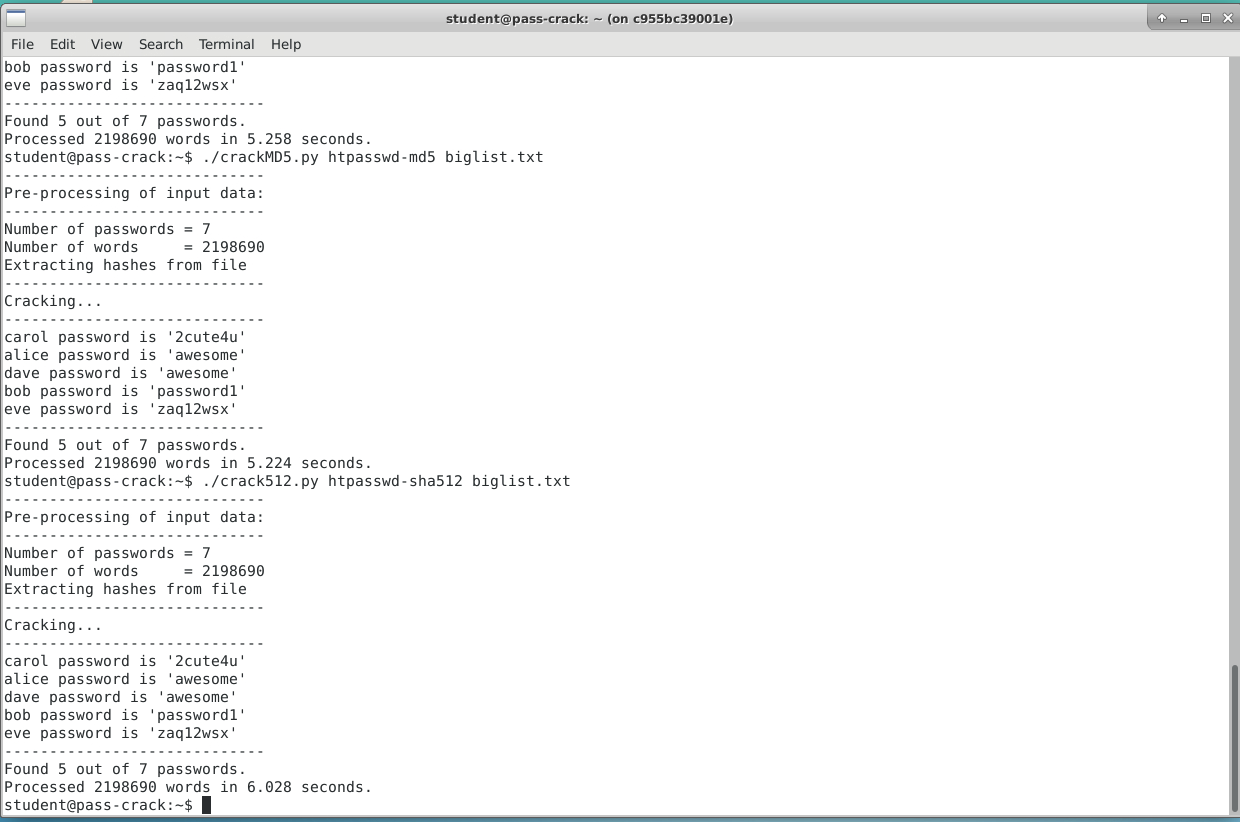 student@pass-crack: ~ (on c955bc39001e)
File Edit View Search Terminal Help
bob password is 'password1'
eve password is 'zaq12wsx'
-----------------------------
Found 5 out of 7 passwords.
Processed 2198690 words in 5.258 seconds.
student@pass-crack:~$ ./crackMD5.py htpasswd-md5 biglist.txt
-----------------------------
Pre-processing of input data:
-----------------------------
Number of passwords = 7
Number of words     = 2198690
Extracting hashes from file
-----------------------------
Cracking...
-----------------------------
carol password is '2cute4u'
alice password is 'awesome'
dave password is 'awesome'
bob password is 'password1'
eve password is 'zaq12wsx'
-----------------------------
Found 5 out of 7 passwords.
Processed 2198690 words in 5.224 seconds.
student@pass-crack:~$ ./crack512.py htpasswd-sha512 biglist.txt
-----------------------------
Pre-processing of input data:
-----------------------------
Number of passwords = 7
Number of words     = 2198690
Extracting hashes from file
-----------------------------
Cracking...
-----------------------------
carol password is '2cute4u'
alice password is 'awesome'
dave password is 'awesome'
bob password is 'password1'
eve password is 'zaq12wsx'
-----------------------------
Found 5 out of 7 passwords.
Processed 2198690 words in 6.028 seconds.
student@pass-crack:~$